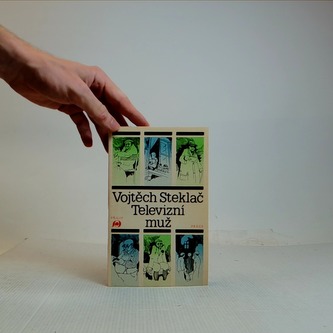 Vojtěch Steklač
Televizní
muž